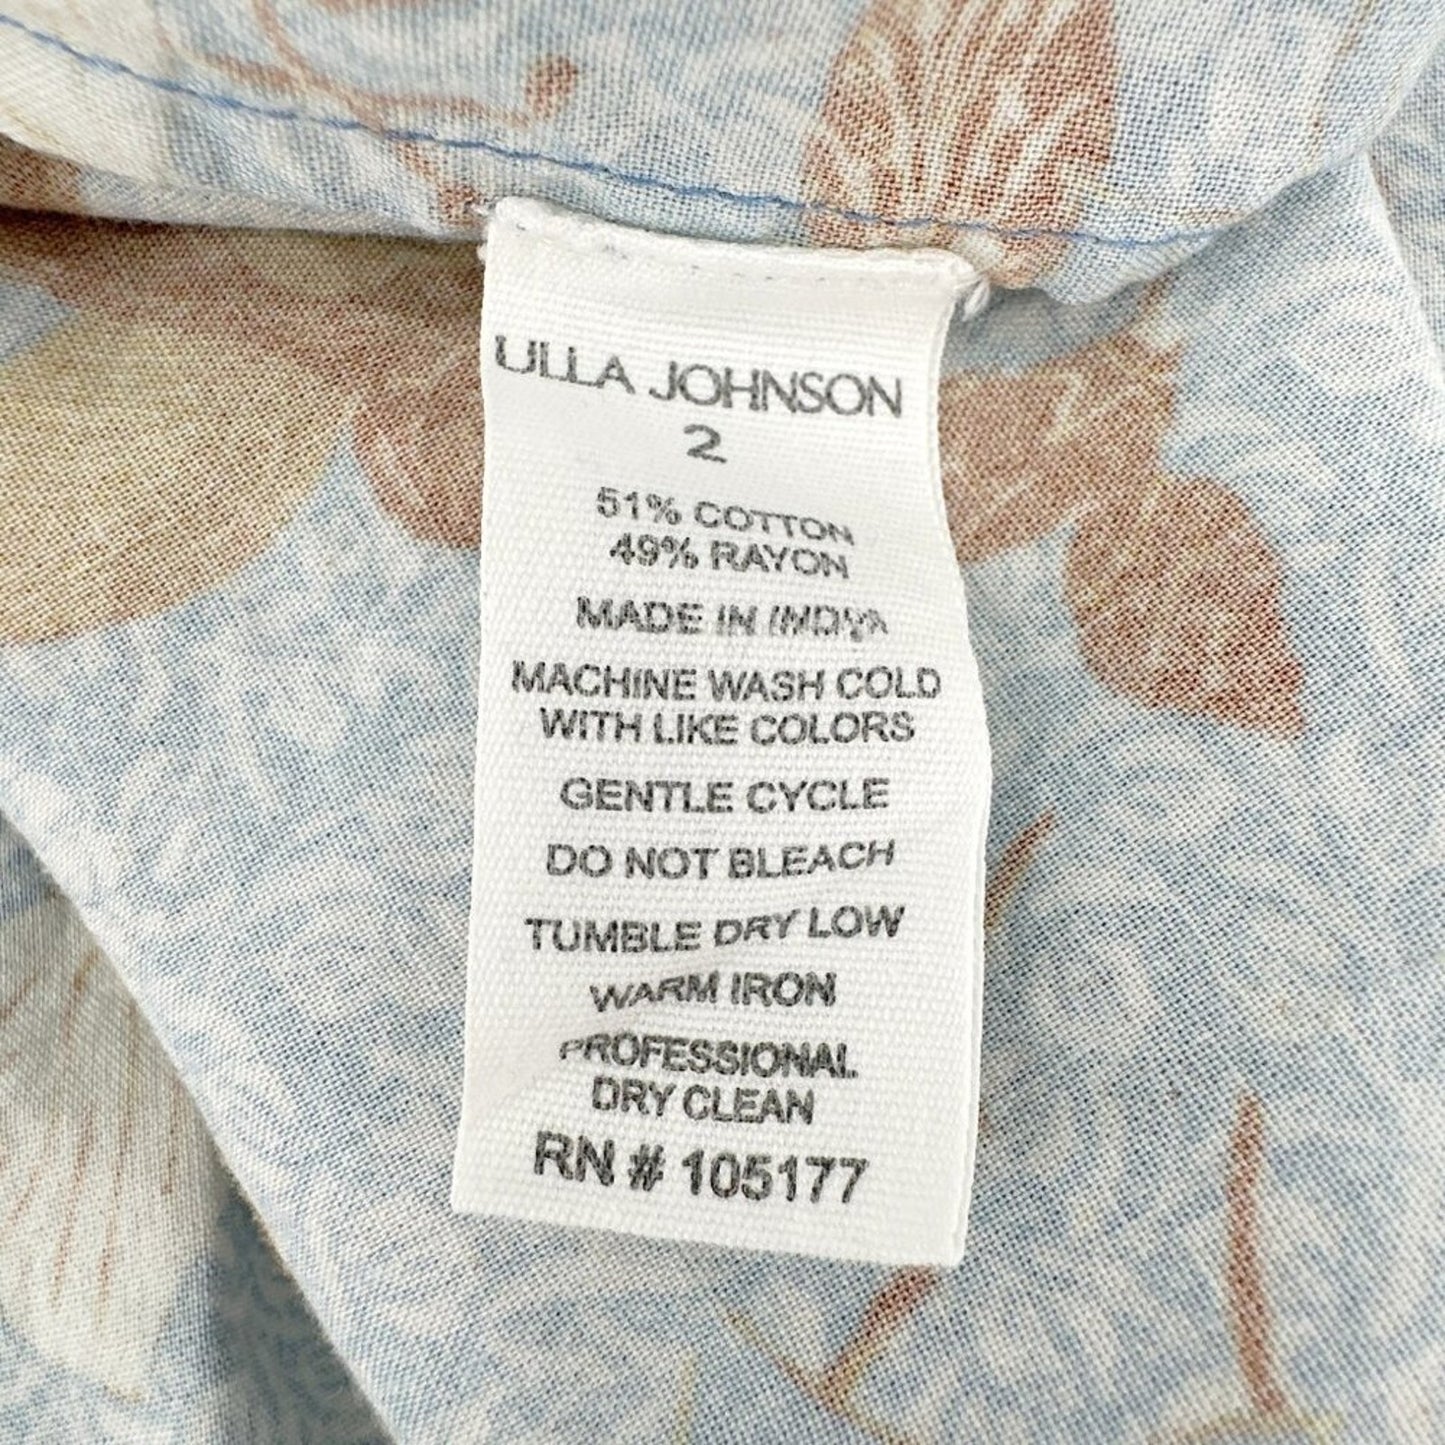 ULLA JOHNSON
2
51% COTTON
49% RAYON
MADE IN INDIA
MACHINE WASH COLD
WITH LIKE COLORS
GENTLE CYCLE
DO NOT BLEACH
TUMBLE DRY LOW
WARM IRON
PROFESSIONAL
DRY CLEAN
RN # 105177